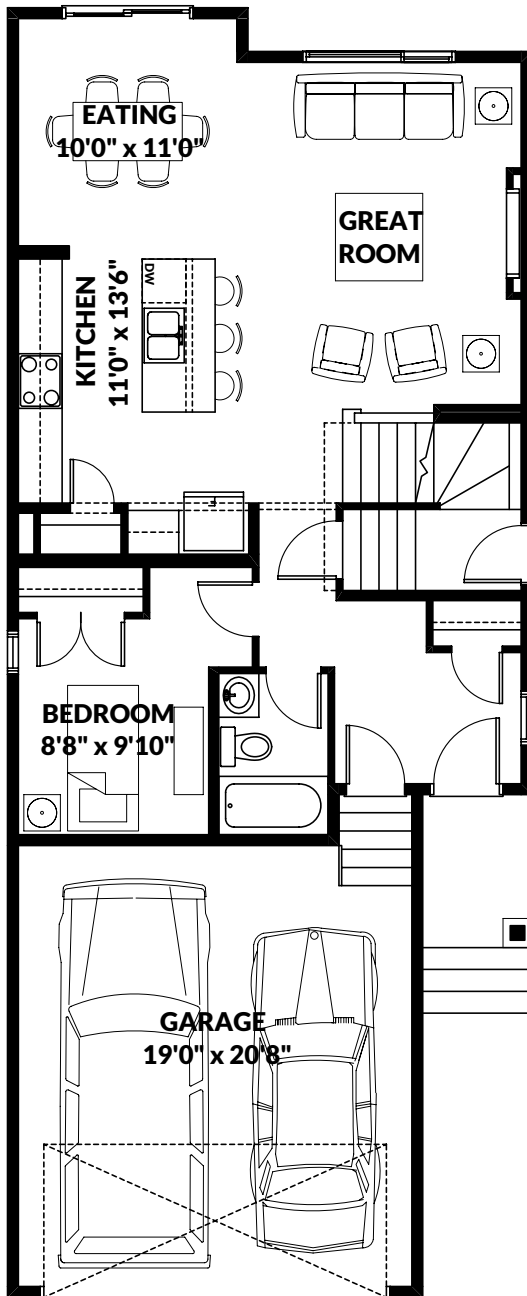 EATING
10'0" x 11'0"
GREAT
ROOM
KITCHEN
11'0" x 13'6"
DW
BEDROOM
8'8" x 9'10"
GARAGE
19'0" x 20'8"